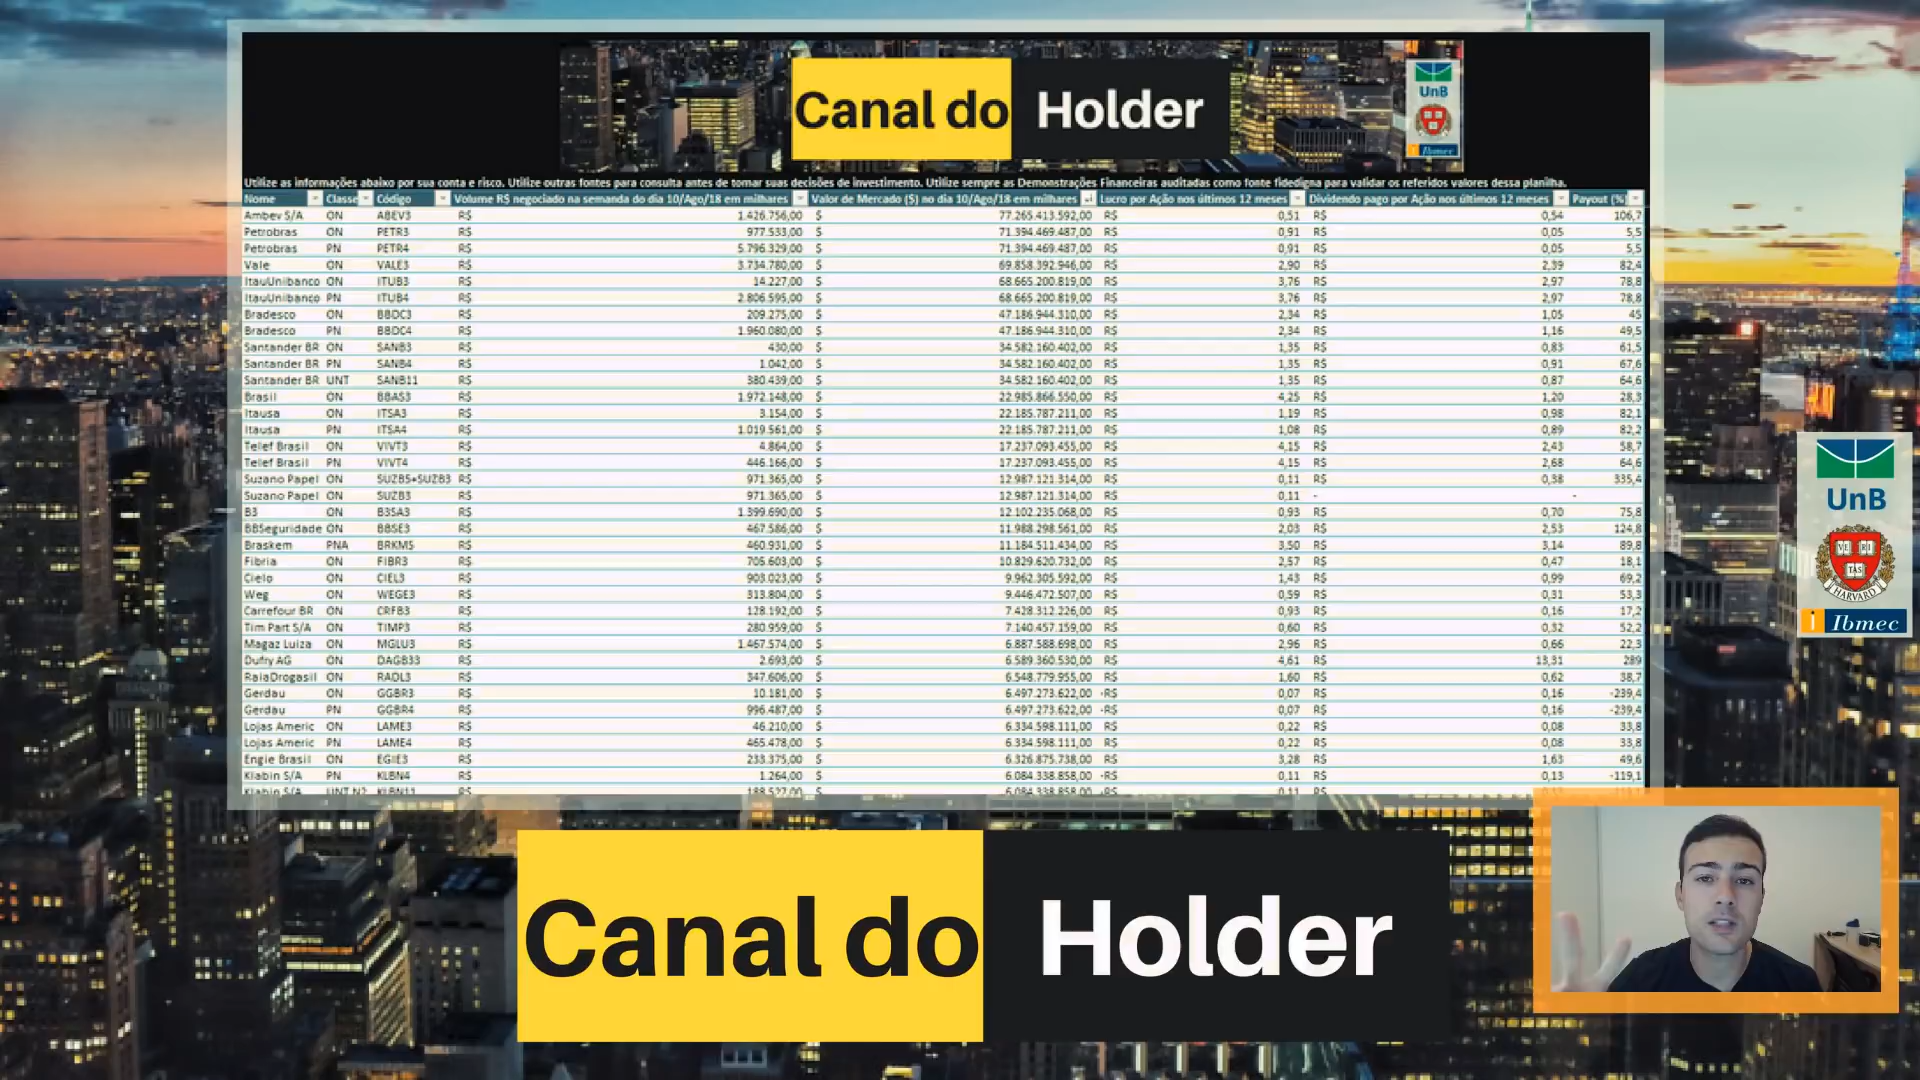 Canal do Holder
UnB
Ibmec
Utilize as informações abaixo por sua conta e risco. Utilize outras fontes para consulta antes de tomar suas decisões de investimento. Utilize sempre as Demonstrações Financeiras auditadas como fonte fidedigna para validar os referidos valores dessa planilha.
Nome Classe Código Volume R$ negociado na semanda do dia 10/Ago/18 em milhares Valor de Mercado ($) no dia 10/Ago/18 em milhares Lucro por Ação nos últimos 12 meses Dividendo pago por Ação nos últimos 12 meses Payout (%)
Ambev S/A ON ABEV3 R$ 1.426.756,00 $ 77.265.413.592,00 R$ 0,51 R$ 0,54 106,7
Petrobras ON PETR3 R$ 977.533,00 $ 71.394.469.487,00 R$ 0,91 R$ 0,05 5,5
Petrobras PN PETR4 R$ 5.796.329,00 $ 71.394.469.487,00 R$ 0,91 R$ 0,05 5,5
Vale ON VALE3 R$ 3.734.780,00 $ 69.858.392.946,00 R$ 2,90 R$ 2,39 82,4
ItauUnibanco ON ITUB3 R$ 14.227,00 $ 68.665.200.819,00 R$ 3,76 R$ 2,97 78,8
ItauUnibanco PN ITUB4 R$ 2.806.595,00 $ 68.665.200.819,00 R$ 3,76 R$ 2,97 78,8
Bradesco ON BBDC3 R$ 209.275,00 $ 47.186.944.310,00 R$ 2,34 R$ 1,05 45
Bradesco PN BBDC4 R$ 1.960.080,00 $ 47.186.944.310,00 R$ 2,34 R$ 1,16 49,5
Santander BR ON SANB3 R$ 430,00 $ 34.582.160.402,00 R$ 1,35 R$ 0,83 61,5
Santander BR PN SANB4 R$ 1.042,00 $ 34.582.160.402,00 R$ 1,35 R$ 0,91 67,6
Santander BR UNT SANB11 R$ 380.439,00 $ 34.582.160.402,00 R$ 1,35 R$ 0,87 64,6
Brasil ON BBAS3 R$ 1.972.148,00 $ 22.985.866.550,00 R$ 4,25 R$ 1,20 28,3
Itausa ON ITSA3 R$ 3.154,00 $ 22.185.787.211,00 R$ 1,19 R$ 0,98 82,1
Itausa PN ITSA4 R$ 1.019.561,00 $ 22.185.787.211,00 R$ 1,08 R$ 0,89 82,2
Telef Brasil ON VIVT3 R$ 4.864,00 $ 17.237.093.455,00 R$ 4,15 R$ 2,43 58,7
Telef Brasil PN VIVT4 R$ 446.166,00 $ 17.237.093.455,00 R$ 4,15 R$ 2,68 64,6
Suzano Papel ON SUZB5+SUZB3 R$ 971.365,00 $ 12.987.121.314,00 R$ 0,11 R$ 0,38 335,4
Suzano Papel ON SUZB3 R$ 971.365,00 $ 12.987.121.314,00 R$ 0,11 - -
B3 ON B3SA3 R$ 1.399.690,00 $ 12.102.235.068,00 R$ 0,93 R$ 0,70 75,8
BBSeguridade ON BBSE3 R$ 467.586,00 $ 11.988.298.561,00 R$ 2,03 R$ 2,53 124,8
Braskem PNA BRKM5 R$ 460.931,00 $ 11.184.511.434,00 R$ 3,50 R$ 3,14 89,8
Fibria ON FIBR3 R$ 705.603,00 $ 10.829.620.732,00 R$ 2,57 R$ 0,47 18,1
Cielo ON CIEL3 R$ 903.023,00 $ 9.962.305.592,00 R$ 1,43 R$ 0,99 69,2
Weg ON WEGE3 R$ 313.804,00 $ 9.446.472.507,00 R$ 0,59 R$ 0,31 53,3
Carrefour BR ON CRFB3 R$ 128.192,00 $ 7.428.312.226,00 R$ 0,93 R$ 0,16 17,2
Tim Part S/A ON TIMP3 R$ 280.959,00 $ 7.140.457.159,00 R$ 0,60 R$ 0,32 52,2
Magaz Luiza ON MGLU3 R$ 1.467.574,00 $ 6.887.588.698,00 R$ 2,96 R$ 0,66 22,3
Dufry AG ON DAGB33 R$ 2.693,00 $ 6.589.360.530,00 R$ 4,61 R$ 13,31 289
RaiaDrogasil ON RADL3 R$ 347.606,00 $ 6.548.779.955,00 R$ 1,60 R$ 0,62 38,7
Gerdau ON GGBR3 R$ 10.181,00 $ 6.497.273.622,00 -R$ 0,07 R$ 0,16 -239,4
Gerdau PN GGBR4 R$ 996.487,00 $ 6.497.273.622,00 -R$ 0,07 R$ 0,16 -239,4
Lojas Americ ON LAME3 R$ 46.210,00 $ 6.334.598.111,00 R$ 0,22 R$ 0,08 33,8
Lojas Americ PN LAME4 R$ 465.478,00 $ 6.334.598.111,00 R$ 0,22 R$ 0,08 33,8
Engie Brasil ON EGIE3 R$ 233.375,00 $ 6.326.875.738,00 R$ 3,28 R$ 1,63 49,6
Klabin S/A PN KLBN4 R$ 1.264,00 $ 6.084.338.858,00 -R$ 0,11 R$ 0,13 -119,1
Klabin S/A UNT N2 KLBN11 R$ 188.527,00 $ 6.084.338.858,00 -R$ 0,11
UnB
VE RI TAS
HARVARD
i Ibmec
Canal do Holder